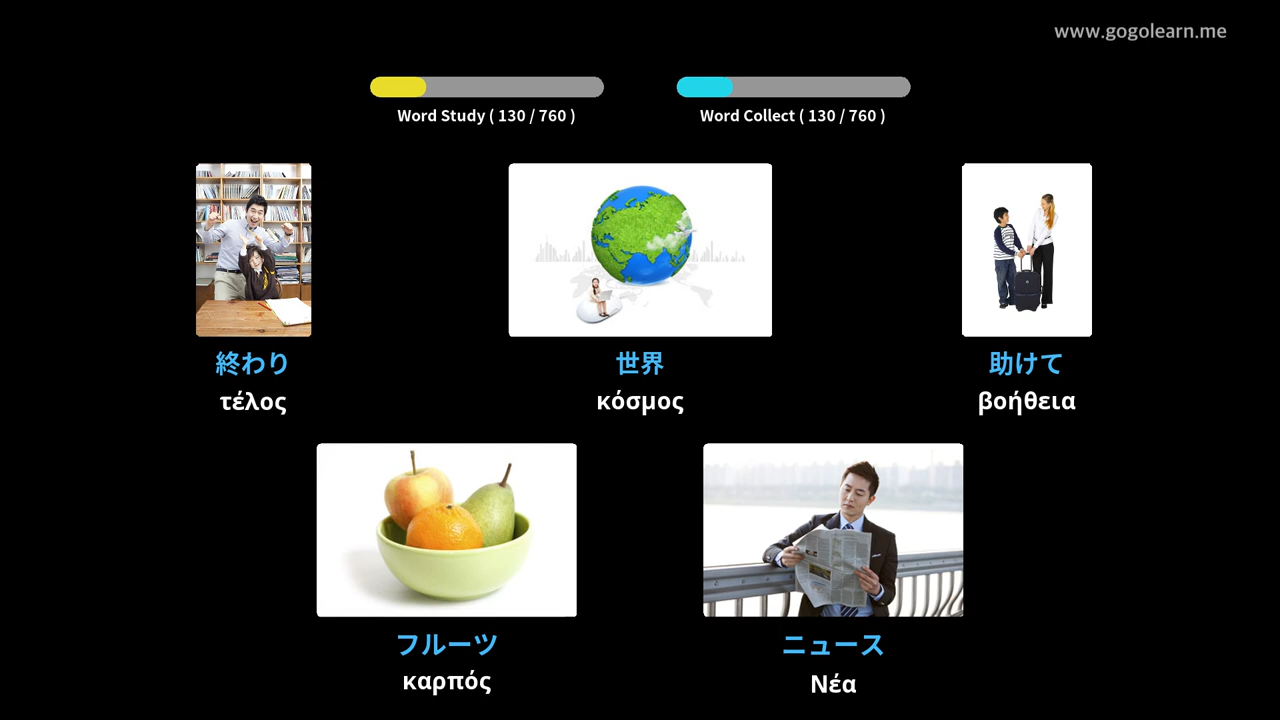 www.gogolearn.me
Word Study ( 130 / 760 )
Word Collect ( 130 / 760 )
終わり
τέλος
世界
κόσμος
助けて
βοήθεια
フルーツ
καρπός
ニュース
Νέα